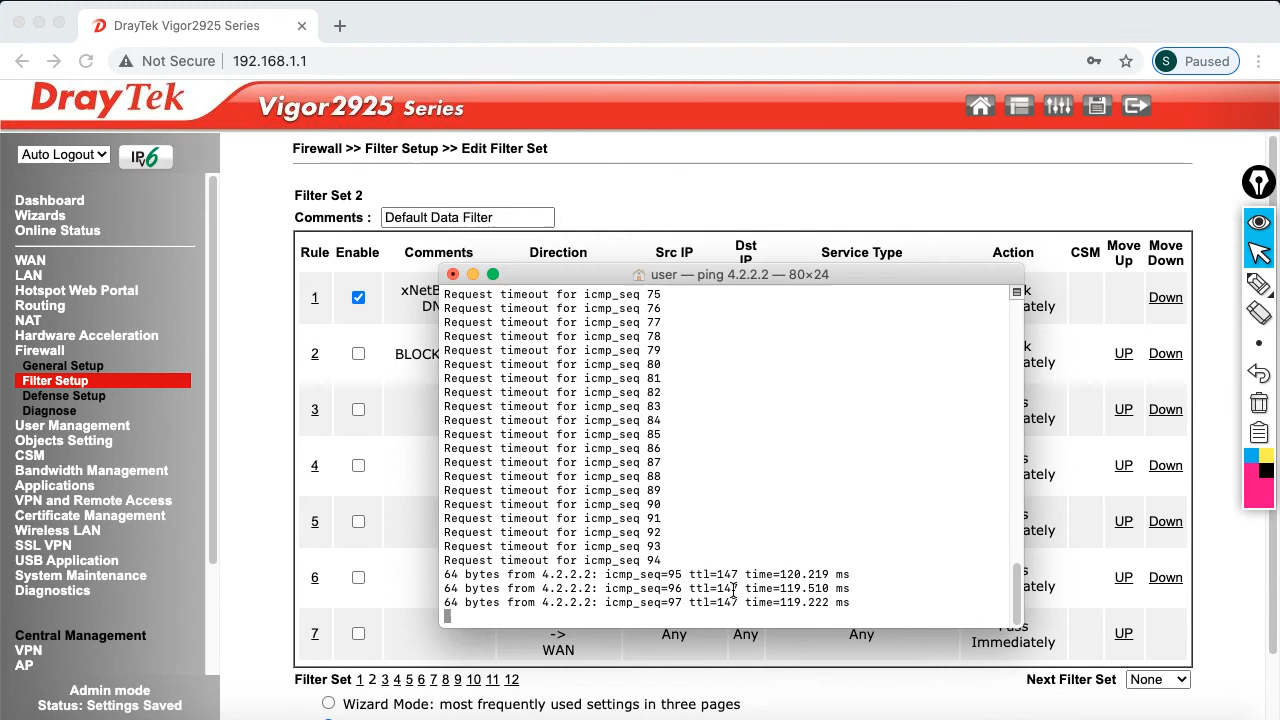 DrayTek Vigor2925 Series
Not Secure
192.168.1.1
S Paused
DrayTek
Vigor2925 Series
Auto Logout
IPv6
Dashboard
Wizards
Online Status
WAN
LAN
Hotspot Web Portal
Routing
NAT
Hardware Acceleration
Firewall
General Setup
Filter Setup
Defense Setup
Diagnose
User Management
Objects Setting
CSM
Bandwidth Management
Applications
VPN and Remote Access
Certificate Management
Wireless LAN
SSL VPN
USB Application
System Maintenance
Diagnostics
Central Management
VPN
AP
Admin mode
Status: Settings Saved
Firewall >> Filter Setup >> Edit Filter Set
Filter Set 2
Comments : Default Data Filter
Rule Enable Comments Direction Src IP Dst IP Service Type Action CSM Move Up Move Down
1 Down
2 BLOCK UP Down
3 UP Down
4 UP Down
5 UP Down
6 UP Down
7 -> WAN Any Any Any Pass Immediately UP
user — ping 4.2.2.2 — 80×24
Request timeout for icmp_seq 75
Request timeout for icmp_seq 76
Request timeout for icmp_seq 77
Request timeout for icmp_seq 78
Request timeout for icmp_seq 79
Request timeout for icmp_seq 80
Request timeout for icmp_seq 81
Request timeout for icmp_seq 82
Request timeout for icmp_seq 83
Request timeout for icmp_seq 84
Request timeout for icmp_seq 85
Request timeout for icmp_seq 86
Request timeout for icmp_seq 87
Request timeout for icmp_seq 88
Request timeout for icmp_seq 89
Request timeout for icmp_seq 90
Request timeout for icmp_seq 91
Request timeout for icmp_seq 92
Request timeout for icmp_seq 93
Request timeout for icmp_seq 94
64 bytes from 4.2.2.2: icmp_seq=95 ttl=147 time=120.219 ms
64 bytes from 4.2.2.2: icmp_seq=96 ttl=147 time=119.510 ms
64 bytes from 4.2.2.2: icmp_seq=97 ttl=147 time=119.222 ms
Filter Set 1 2 3 4 5 6 7 8 9 10 11 12
Next Filter Set None
Wizard Mode: most frequently used settings in three pages